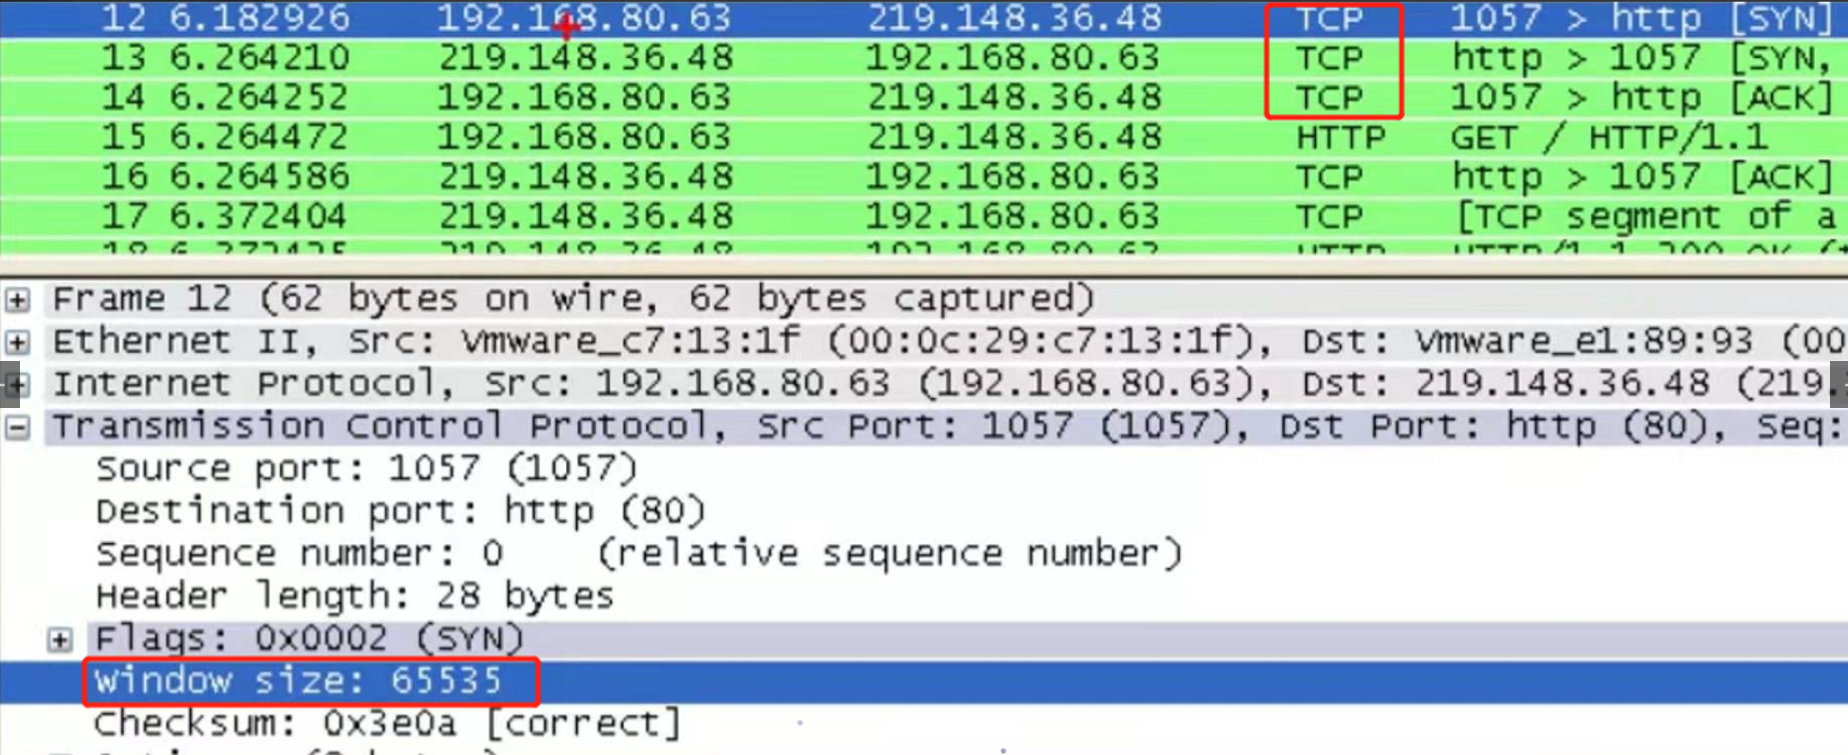 12 6.182926 192.168.80.63 219.148.36.48 TCP 1057 > http [SYN]
13 6.264210 219.148.36.48 192.168.80.63 TCP http > 1057 [SYN,
14 6.264252 192.168.80.63 219.148.36.48 TCP 1057 > http [ACK]
15 6.264472 192.168.80.63 219.148.36.48 HTTP GET / HTTP/1.1
16 6.264586 219.148.36.48 192.168.80.63 TCP http > 1057 [ACK]
17 6.372404 219.148.36.48 192.168.80.63 TCP [TCP segment of a
Frame 12 (62 bytes on wire, 62 bytes captured)
Ethernet II, Src: Vmware_c7:13:1f (00:0c:29:c7:13:1f), Dst: Vmware_e1:89:93 (00
Internet Protocol, Src: 192.168.80.63 (192.168.80.63), Dst: 219.148.36.48 (219.
Transmission Control Protocol, Src Port: 1057 (1057), Dst Port: http (80), Seq:
Source port: 1057 (1057)
Destination port: http (80)
Sequence number: 0 (relative sequence number)
Header length: 28 bytes
Flags: 0x0002 (SYN)
Window size: 65535
Checksum: 0x3e0a [correct]